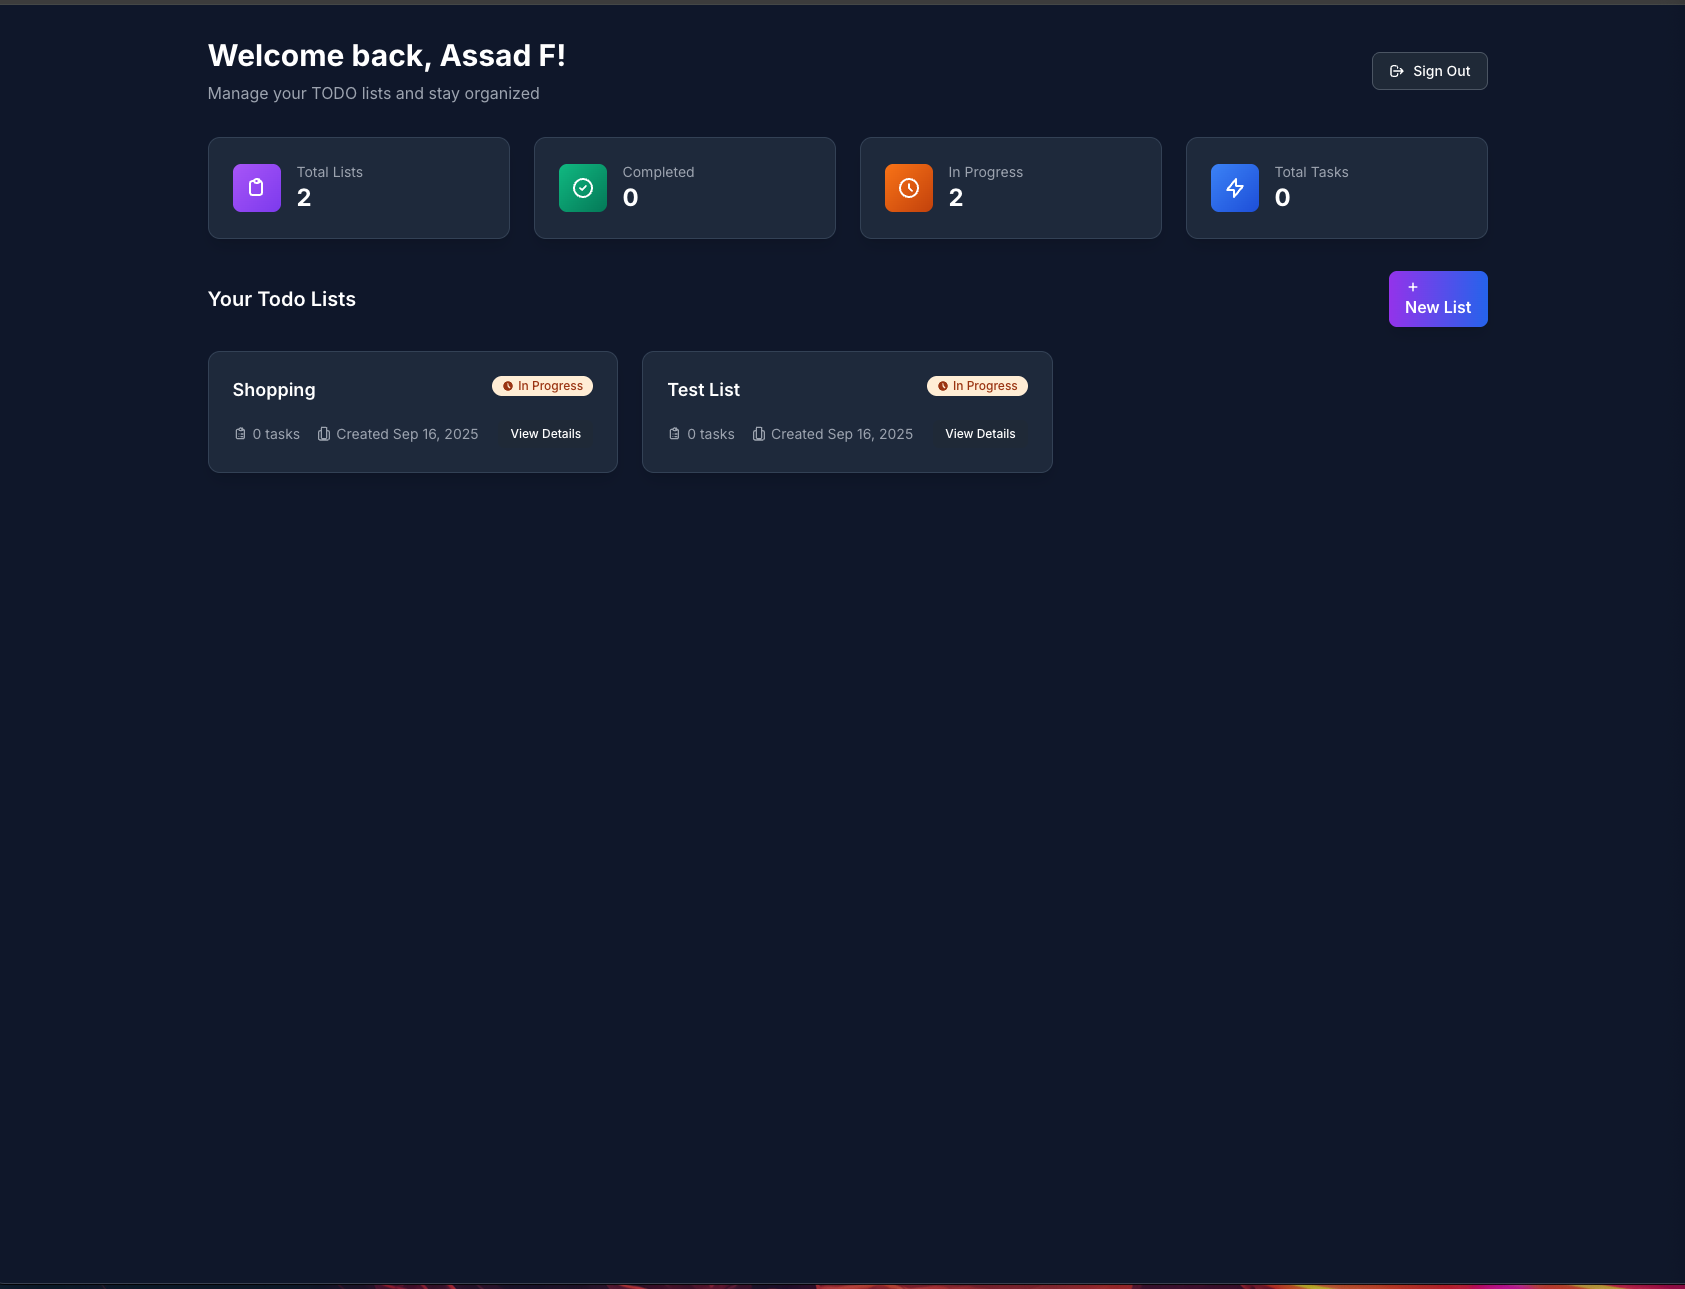 Welcome back, Assad F!
Manage your TODO lists and stay organized
Sign Out
Total Lists
2
Completed
0
In Progress
2
Total Tasks
0
Your Todo Lists
+
New List
Shopping
In Progress
0 tasks
Created Sep 16, 2025
View Details
Test List
In Progress
0 tasks
Created Sep 16, 2025
View Details